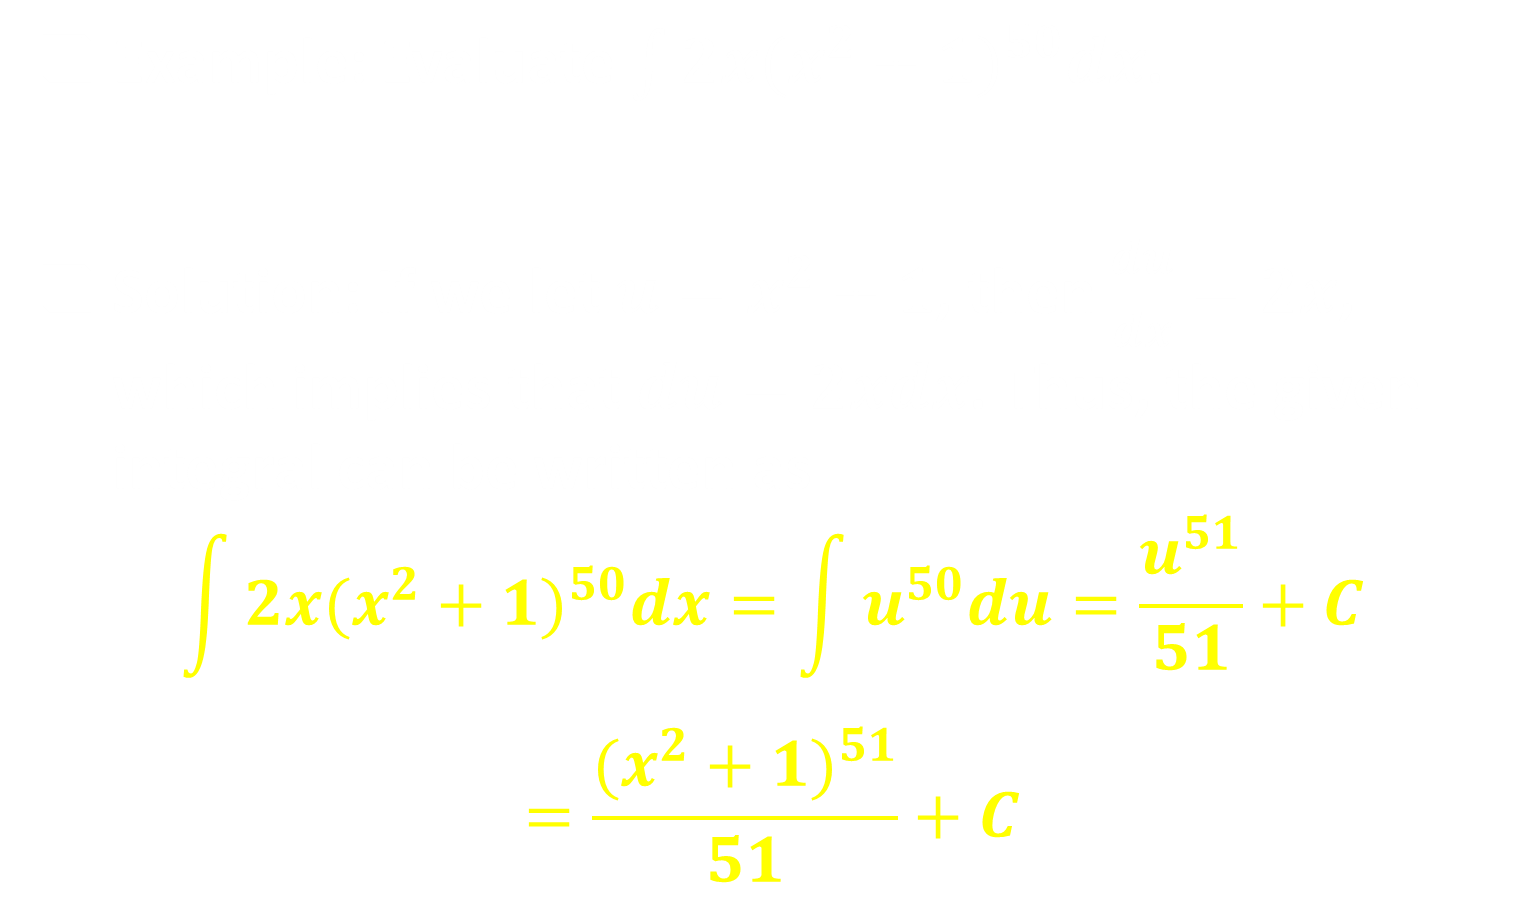 ∫ 2x(x² + 1)⁵⁰dx = ∫ u⁵⁰du = u⁵¹/51 + C
= (x² + 1)⁵¹/51 + C